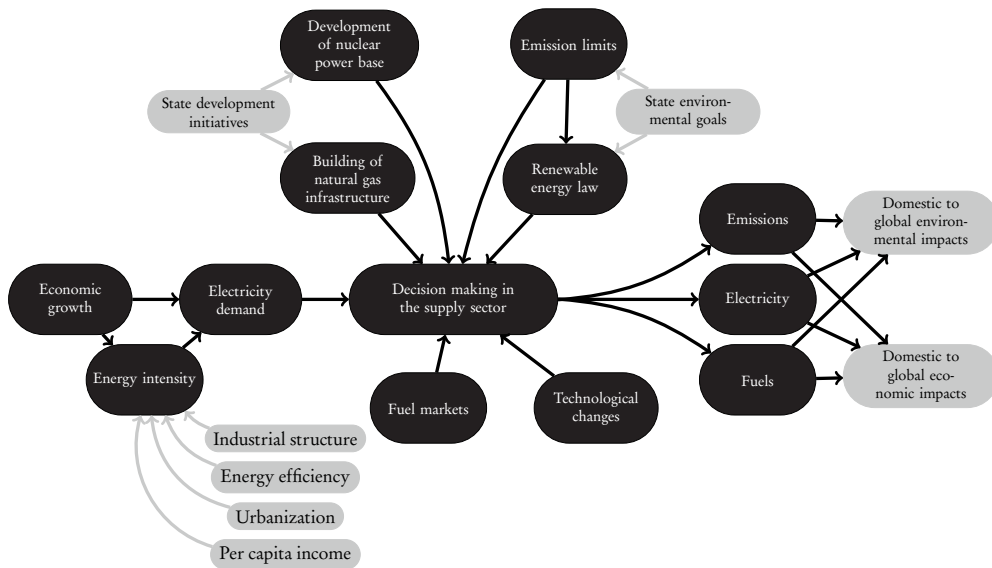 Development
of nuclear
power base
Emission limits
State development
initiatives
State environ-
mental goals
Building of
natural gas
infrastructure
Renewable
energy law
Emissions
Domestic to
global environ-
mental impacts
Economic
growth
Electricity
demand
Decision making in
the supply sector
Electricity
Energy intensity
Fuels
Domestic to
global eco-
nomic impacts
Fuel markets
Technological
changes
Industrial structure
Energy efficiency
Urbanization
Per capita income